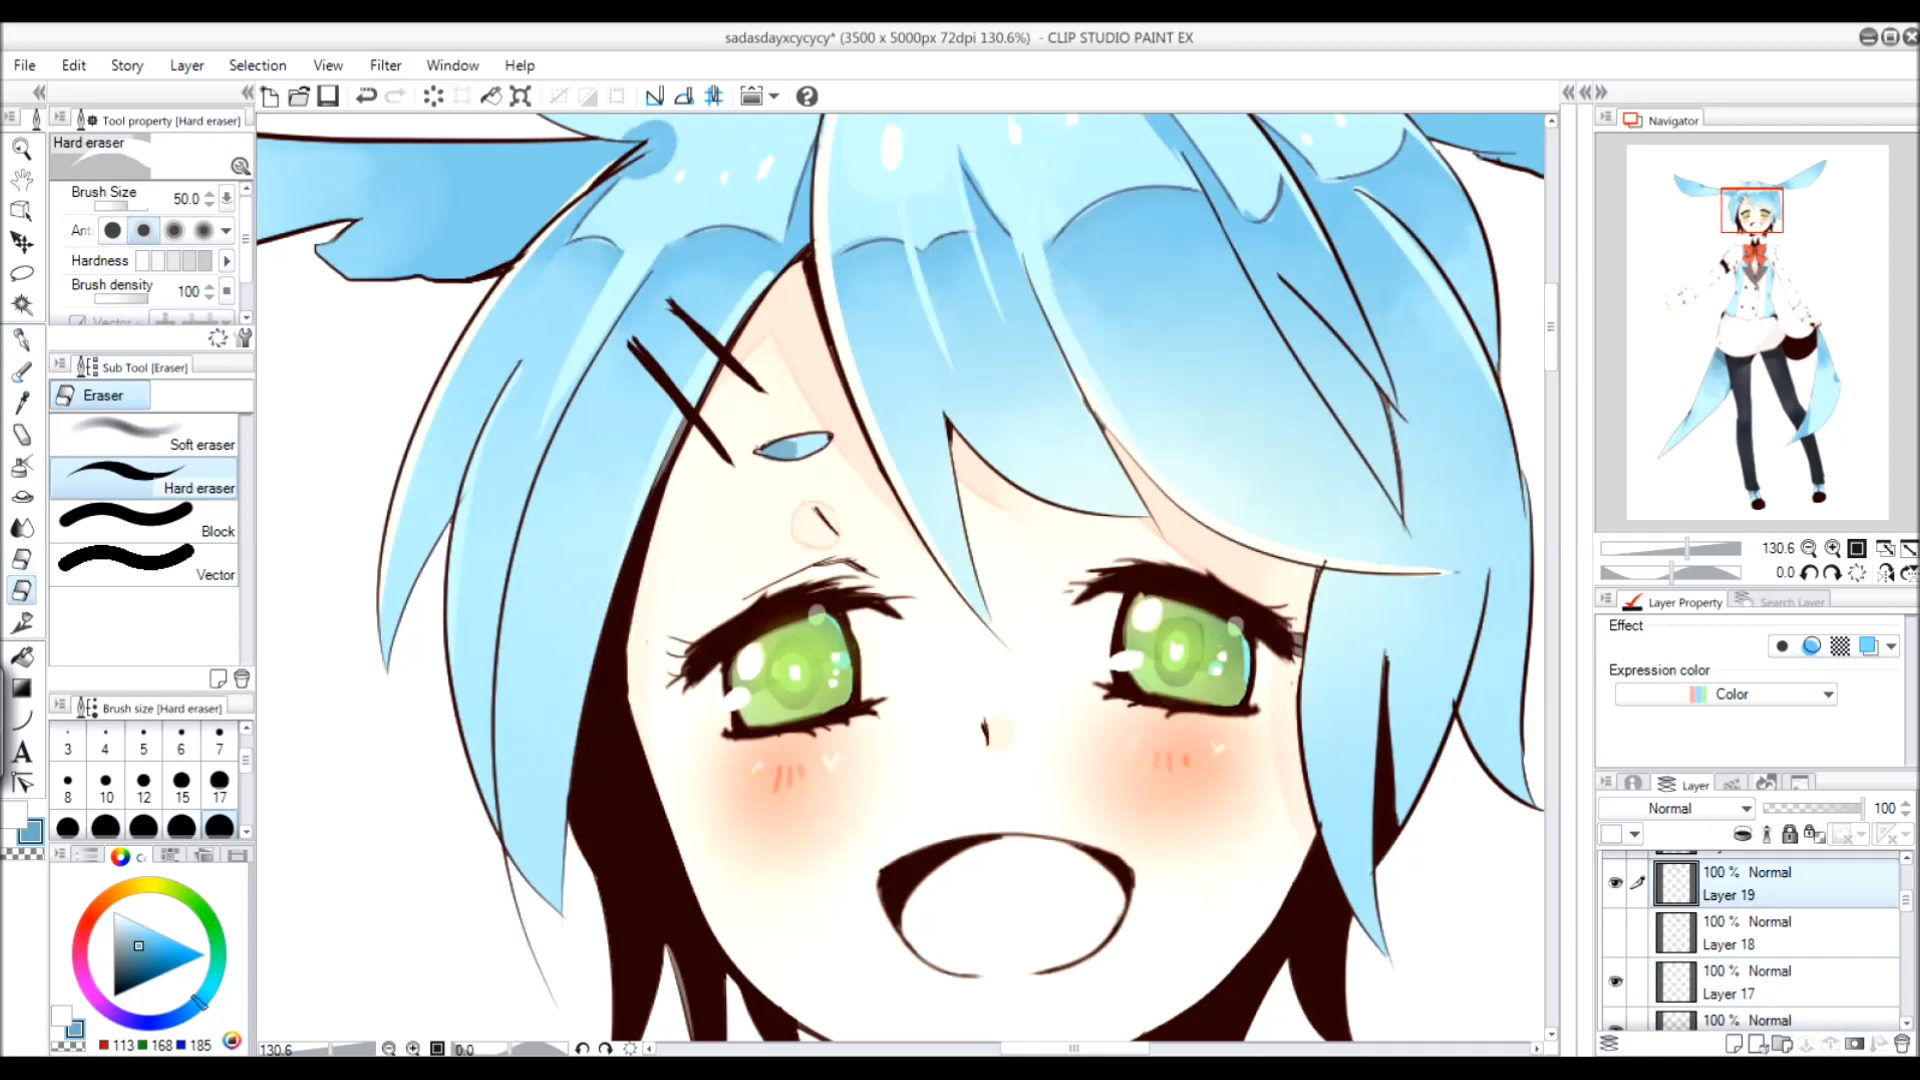 sadasdayxcycycy* (3500 x 5000px 72dpi 130.6%) - CLIP STUDIO PAINT EX
File Edit Story Layer Selection View Filter Window Help
Tool property [Hard eraser]
Hard eraser
Brush Size 50.0
Hardness
Brush density 100
Sub Tool [Eraser]
Eraser
Soft eraser
Hard eraser
Block
Vector
Brush size [Hard eraser]
3 4 5 6 7
8 10 12 15 17
113 168 185
130.6 0.0
Navigator
130.6
0.0
Layer Property Search Layer
Effect
Expression color
Color
Layer
Normal 100
100 % Normal
Layer 19
100 % Normal
Layer 18
100 % Normal
Layer 17
100 % Normal